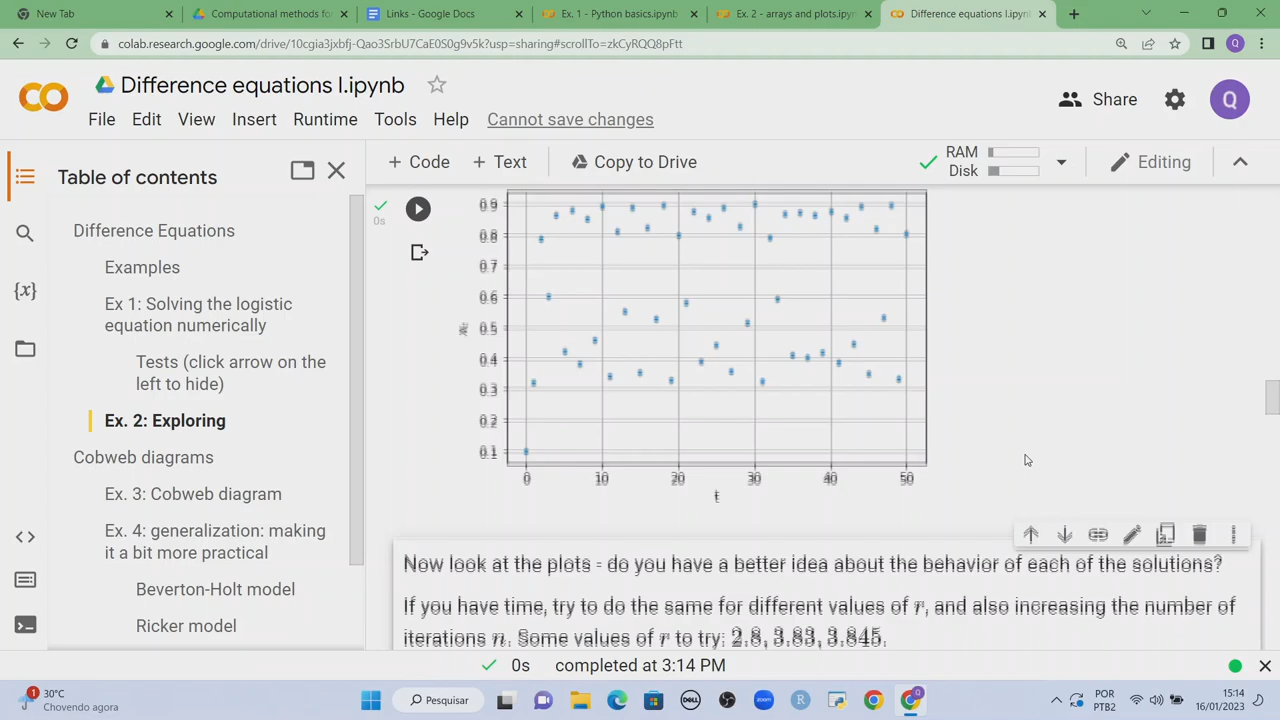 New Tab
Computational methods for
Links - Google Docs
Ex. 1 - Python basics.ipynb
Ex. 2 - arrays and plots.ipynb
Difference equations I.ipynb
colab.research.google.com/drive/10cgia3jxbfj-Qao3SrbU7CaE0S0g9v5k?usp=sharing#scrollTo=zkCyRQQ8pFtt
Q
Difference equations I.ipynb
File Edit View Insert Runtime Tools Help Cannot save changes
Share
Q
Table of contents
+ Code + Text Copy to Drive
RAM
Disk
Editing
Difference Equations
Examples
Ex 1: Solving the logistic
equation numerically
Tests (click arrow on the
left to hide)
Ex. 2: Exploring
Cobweb diagrams
Ex. 3: Cobweb diagram
Ex. 4: generalization: making
it a bit more practical
Beverton-Holt model
Ricker model
{x}
0s
0.9
0.8
0.7
0.6
0.5
0.4
0.3
0.2
0.1
0 10 20 30 40 50
t
Now look at the plots - do you have a better idea about the behavior of each of the solutions?
If you have time, try to do the same for different values of r, and also increasing the number of
iterations n. Some values of r to try: 2.8, 3.83, 3.845.
0s completed at 3:14 PM
1
30°C
Chovendo agora
Pesquisar
DELL
zoom
R
Q
POR
PTB2
15:14
16/01/2023